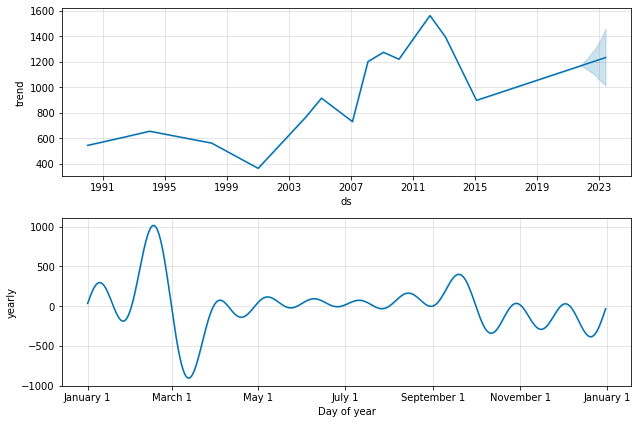 1600
1400
1200
1000
800
600
400
trend
1991 1995 1999 2003 2007 2011 2015 2019 2023
ds
1000
500
0
−500
−1000
yearly
January 1 March 1 May 1 July 1 September 1 November 1 January 1
Day of year